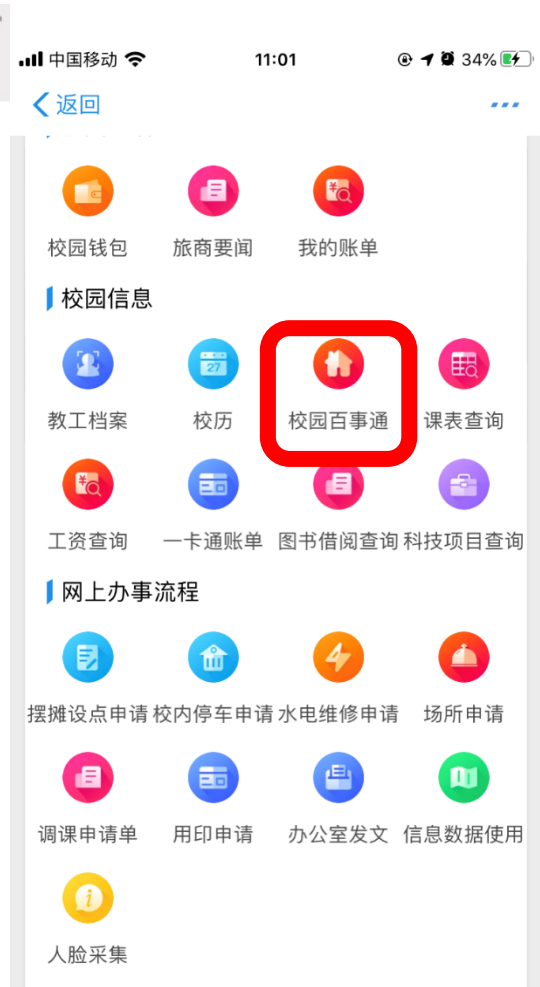 中国移动 11:01 34%
返回
校园钱包 旅商要闻 我的账单
校园信息
27
教工档案 校历 校园百事通 课表查询
工资查询 一卡通账单 图书借阅查询 科技项目查询
网上办事流程
摆摊设点申请 校内停车申请 水电维修申请 场所申请
调课申请单 用印申请 办公室发文 信息数据使用
人脸采集